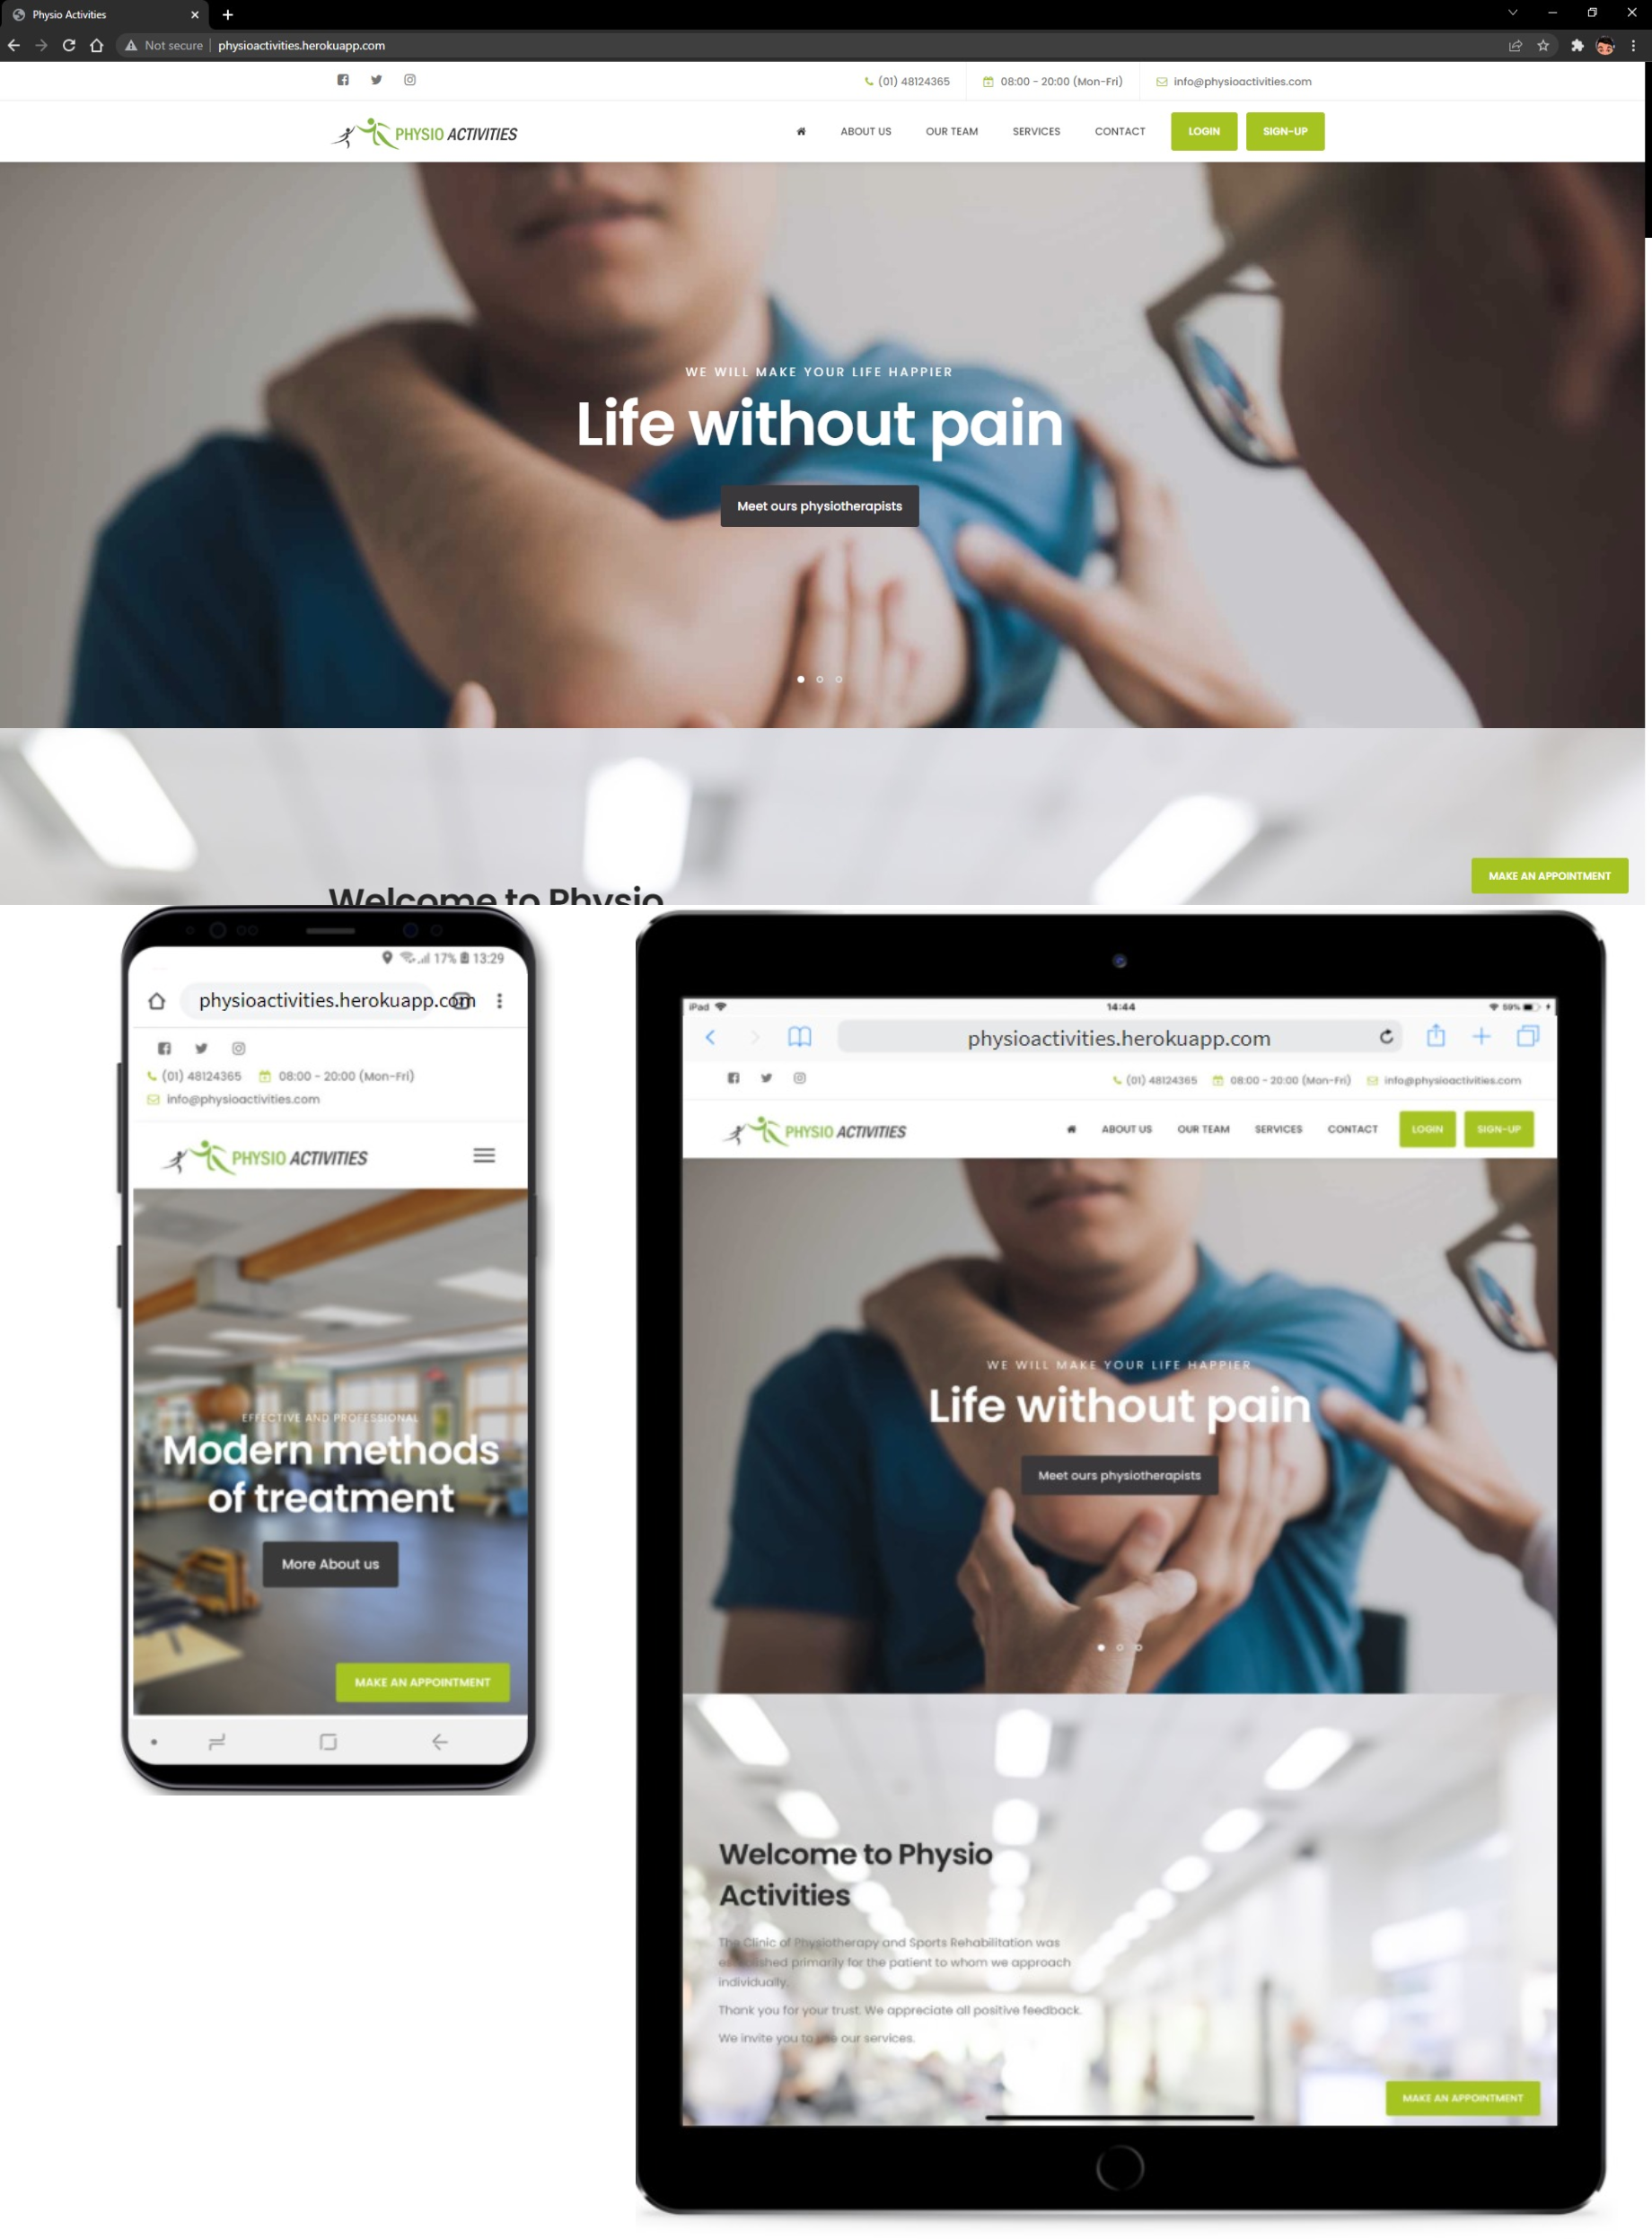 Physio Activities
Not secure | physioactivities.herokuapp.com
(01) 48124365 08:00 - 20:00 (Mon-Fri) info@physioactivities.com
PHYSIO ACTIVITIES ABOUT US OUR TEAM SERVICES CONTACT LOGIN SIGN-UP
WE WILL MAKE YOUR LIFE HAPPIER
Life without pain
Meet ours physiotherapists
Welcome to Physio
MAKE AN APPOINTMENT
17% 13:29
physioactivities.herokuapp.com
(01) 48124365 08:00 - 20:00 (Mon-Fri)
info@physioactivities.com
PHYSIO ACTIVITIES
EFFECTIVE AND PROFESSIONAL
Modern methods
of treatment
More About us
MAKE AN APPOINTMENT
iPad 14:44 59%
physioactivities.herokuapp.com
(01) 48124365 08:00 - 20:00 (Mon-Fri) info@physioactivities.com
PHYSIO ACTIVITIES ABOUT US OUR TEAM SERVICES CONTACT LOGIN SIGN-UP
WE WILL MAKE YOUR LIFE HAPPIER
Life without pain
Meet ours physiotherapists
Welcome to Physio
Activities
The Clinic of Physiotherapy and Sports Rehabilitation was
established primarily for the patient to whom we approach
individually.
Thank you for your trust. We appreciate all positive feedback.
We invite you to use our services.
MAKE AN APPOINTMENT